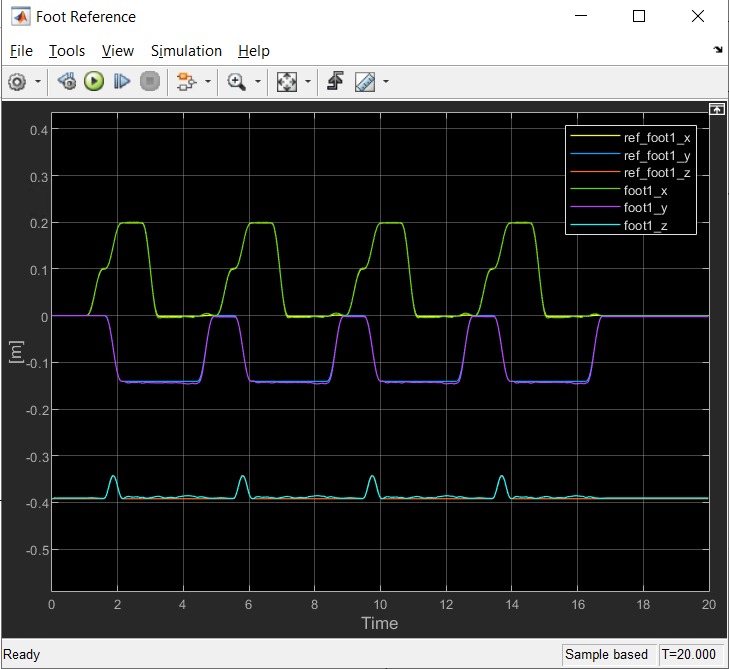 Foot Reference
File Tools View Simulation Help
ref_foot1_x
ref_foot1_y
ref_foot1_z
foot1_x
foot1_y
foot1_z
0.4
0.3
0.2
0.1
0
-0.1
-0.2
-0.3
-0.4
-0.5
[m]
0 2 4 6 8 10 12 14 16 18 20
Time
Ready Sample based T=20.000